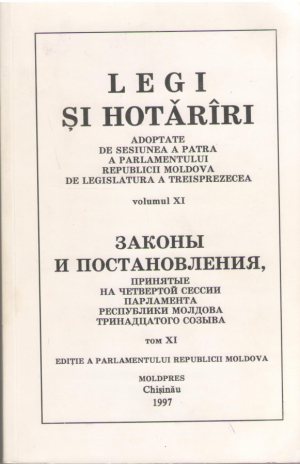 LEGI
ȘI HOTĂRÎRI
ADOPTATE
DE SESIUNEA A PATRA
A PARLAMENTULUI
REPUBLICII MOLDOVA
DE LEGISLATURA A TREISPREZECEA
volumul XI
ЗАКОНЫ
И ПОСТАНОВЛЕНИЯ,
ПРИНЯТЫЕ
НА ЧЕТВЕРТОЙ СЕССИИ
ПАРЛАМЕНТА
РЕСПУБЛИКИ МОЛДОВА
ТРИНАДЦАТОГО СОЗЫВА
том XI
EDIȚIE A PARLAMENTULUI REPUBLICII MOLDOVA
MOLDPRES
Chișinău
1997